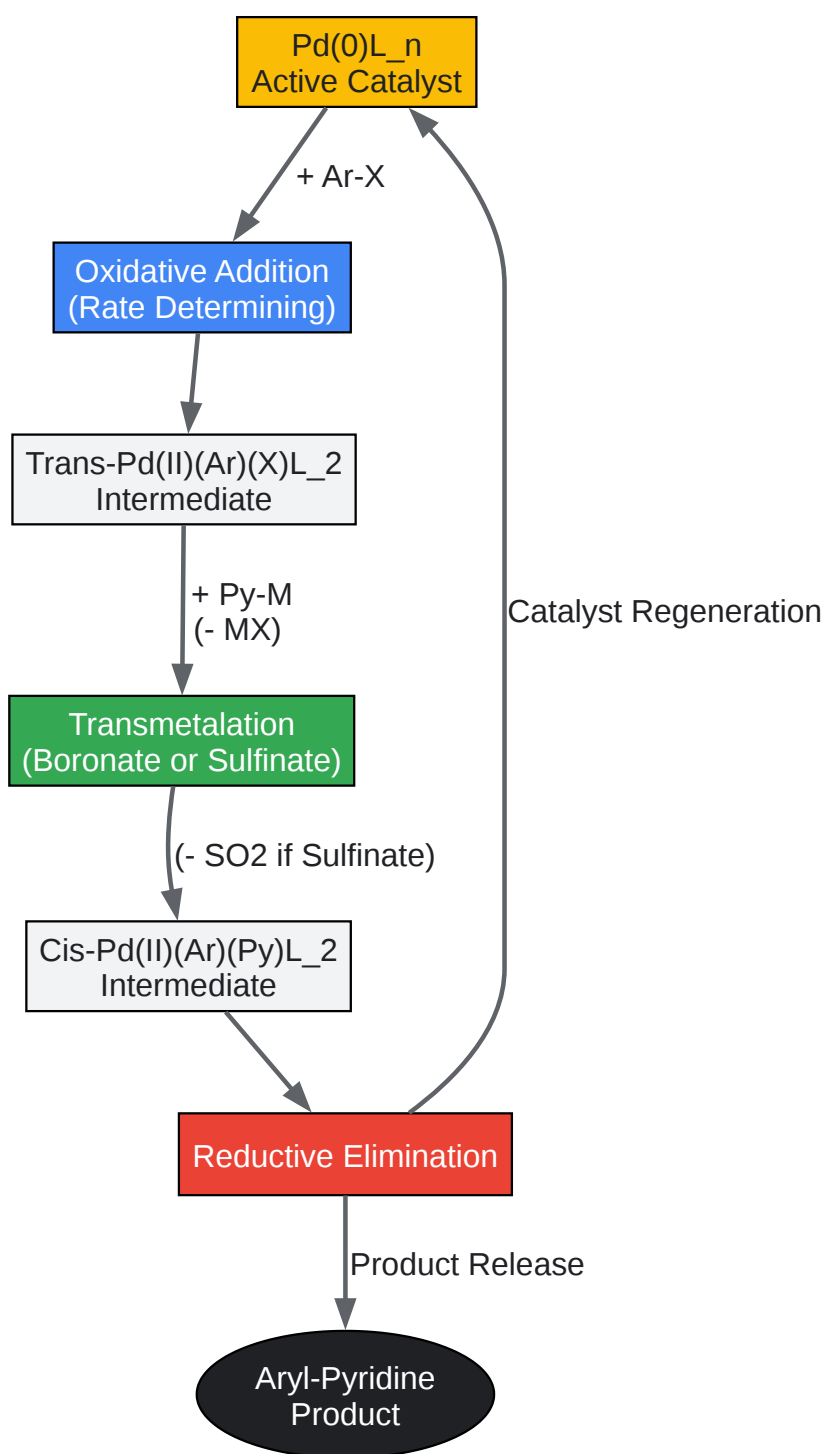 Pd(0)L_n
Active Catalyst
+ Ar-X
Oxidative Addition
(Rate Determining)
Trans-Pd(II)(Ar)(X)L_2
Intermediate
+ Py-M
(- MX)
Catalyst Regeneration
Transmetalation
(Boronate or Sulfinate)
(- SO2 if Sulfinate)
Cis-Pd(II)(Ar)(Py)L_2
Intermediate
Reductive Elimination
Product Release
Aryl-Pyridine
Product